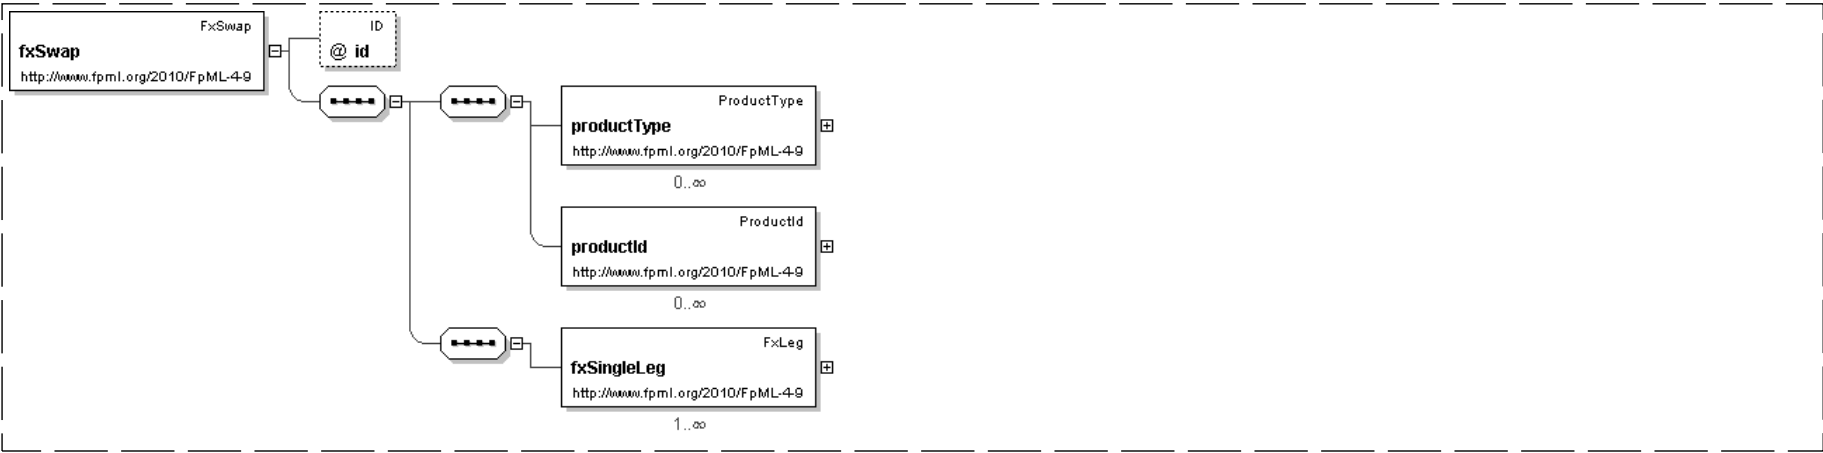 FxSwap
fxSwap
http://www.fpml.org/2010/FpML-4-9
ID
@ id
ProductType
productType
http://www.fpml.org/2010/FpML-4-9
0..∞
ProductId
productId
http://www.fpml.org/2010/FpML-4-9
0..∞
FxLeg
fxSingleLeg
http://www.fpml.org/2010/FpML-4-9
1..∞